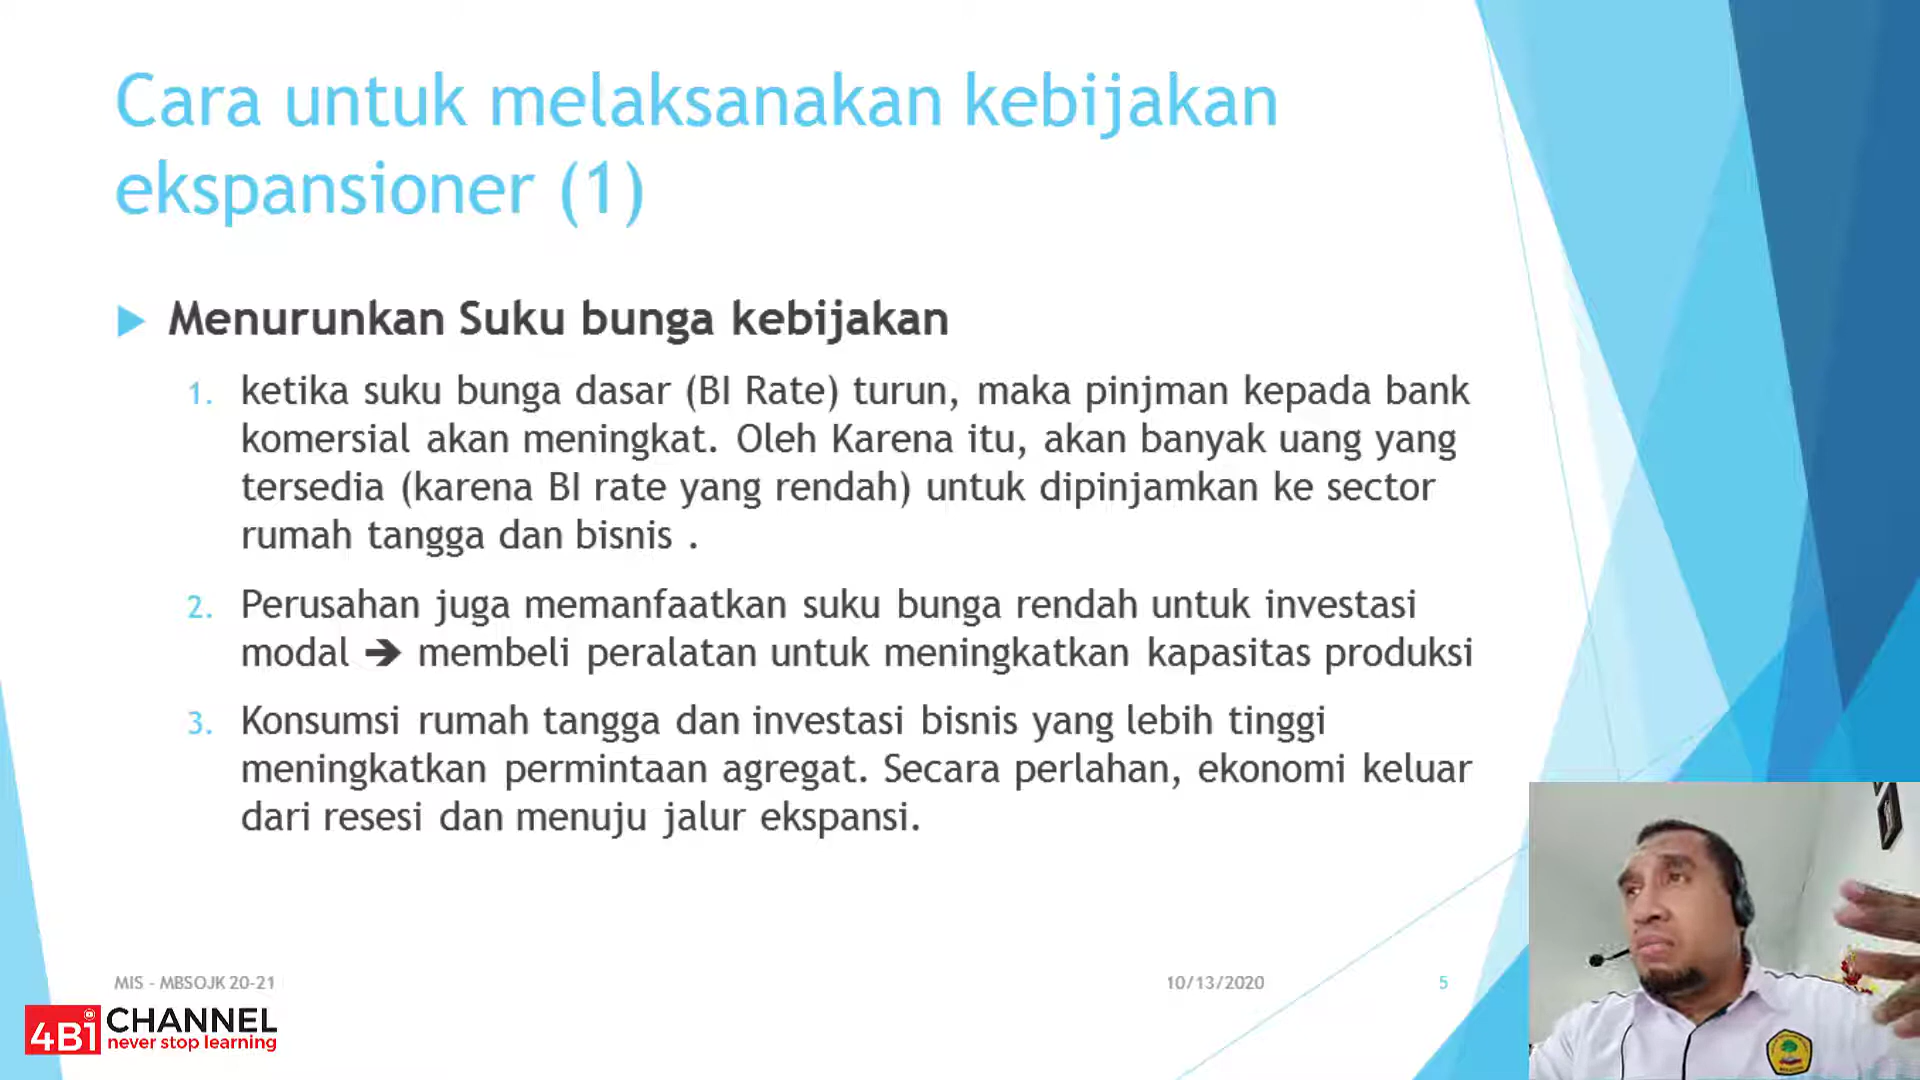 Cara untuk melaksanakan kebijakan
ekspansioner (1)
Menurunkan Suku bunga kebijakan
1. ketika suku bunga dasar (BI Rate) turun, maka pinjman kepada bank
komersial akan meningkat. Oleh Karena itu, akan banyak uang yang
tersedia (karena BI rate yang rendah) untuk dipinjamkan ke sector
rumah tangga dan bisnis .
2. Perusahan juga memanfaatkan suku bunga rendah untuk investasi
modal ➔ membeli peralatan untuk meningkatkan kapasitas produksi
3. Konsumsi rumah tangga dan investasi bisnis yang lebih tinggi
meningkatkan permintaan agregat. Secara perlahan, ekonomi keluar
dari resesi dan menuju jalur ekspansi.
MIS - MBSOJK 20-21
10/13/2020
5
4Bi CHANNEL
never stop learning